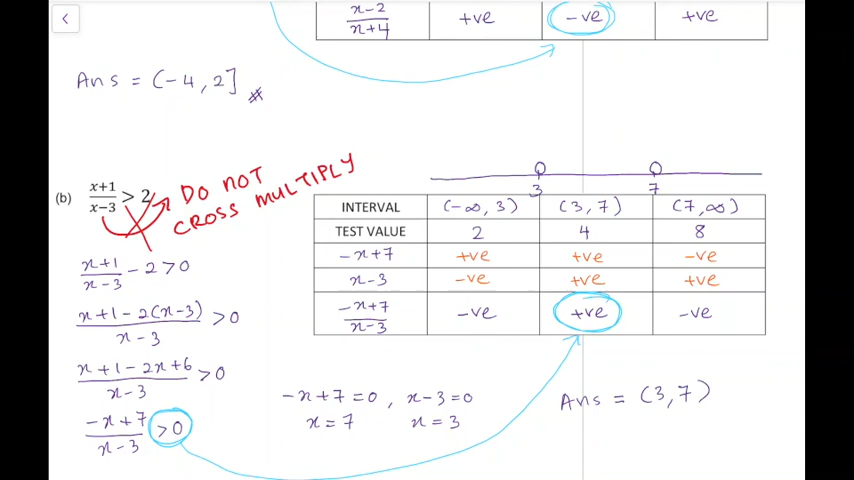 x-2/x+4 +ve -ve +ve
Ans = (-4, 2] #
(b) x+1/x-3 > 2
DO NOT
CROSS MULTIPLY
3 7
INTERVAL (-∞, 3) (3, 7) (7, ∞)
TEST VALUE 2 4 8
-x+7 +ve +ve -ve
x-3 -ve +ve +ve
-x+7/x-3 -ve +ve -ve
x+1/x-3 - 2 > 0
x+1-2(x-3)/x-3 > 0
x+1-2x+6/x-3 > 0
-x+7/x-3 > 0
-x+7=0, x-3=0
x=7 x=3
Ans = (3, 7)